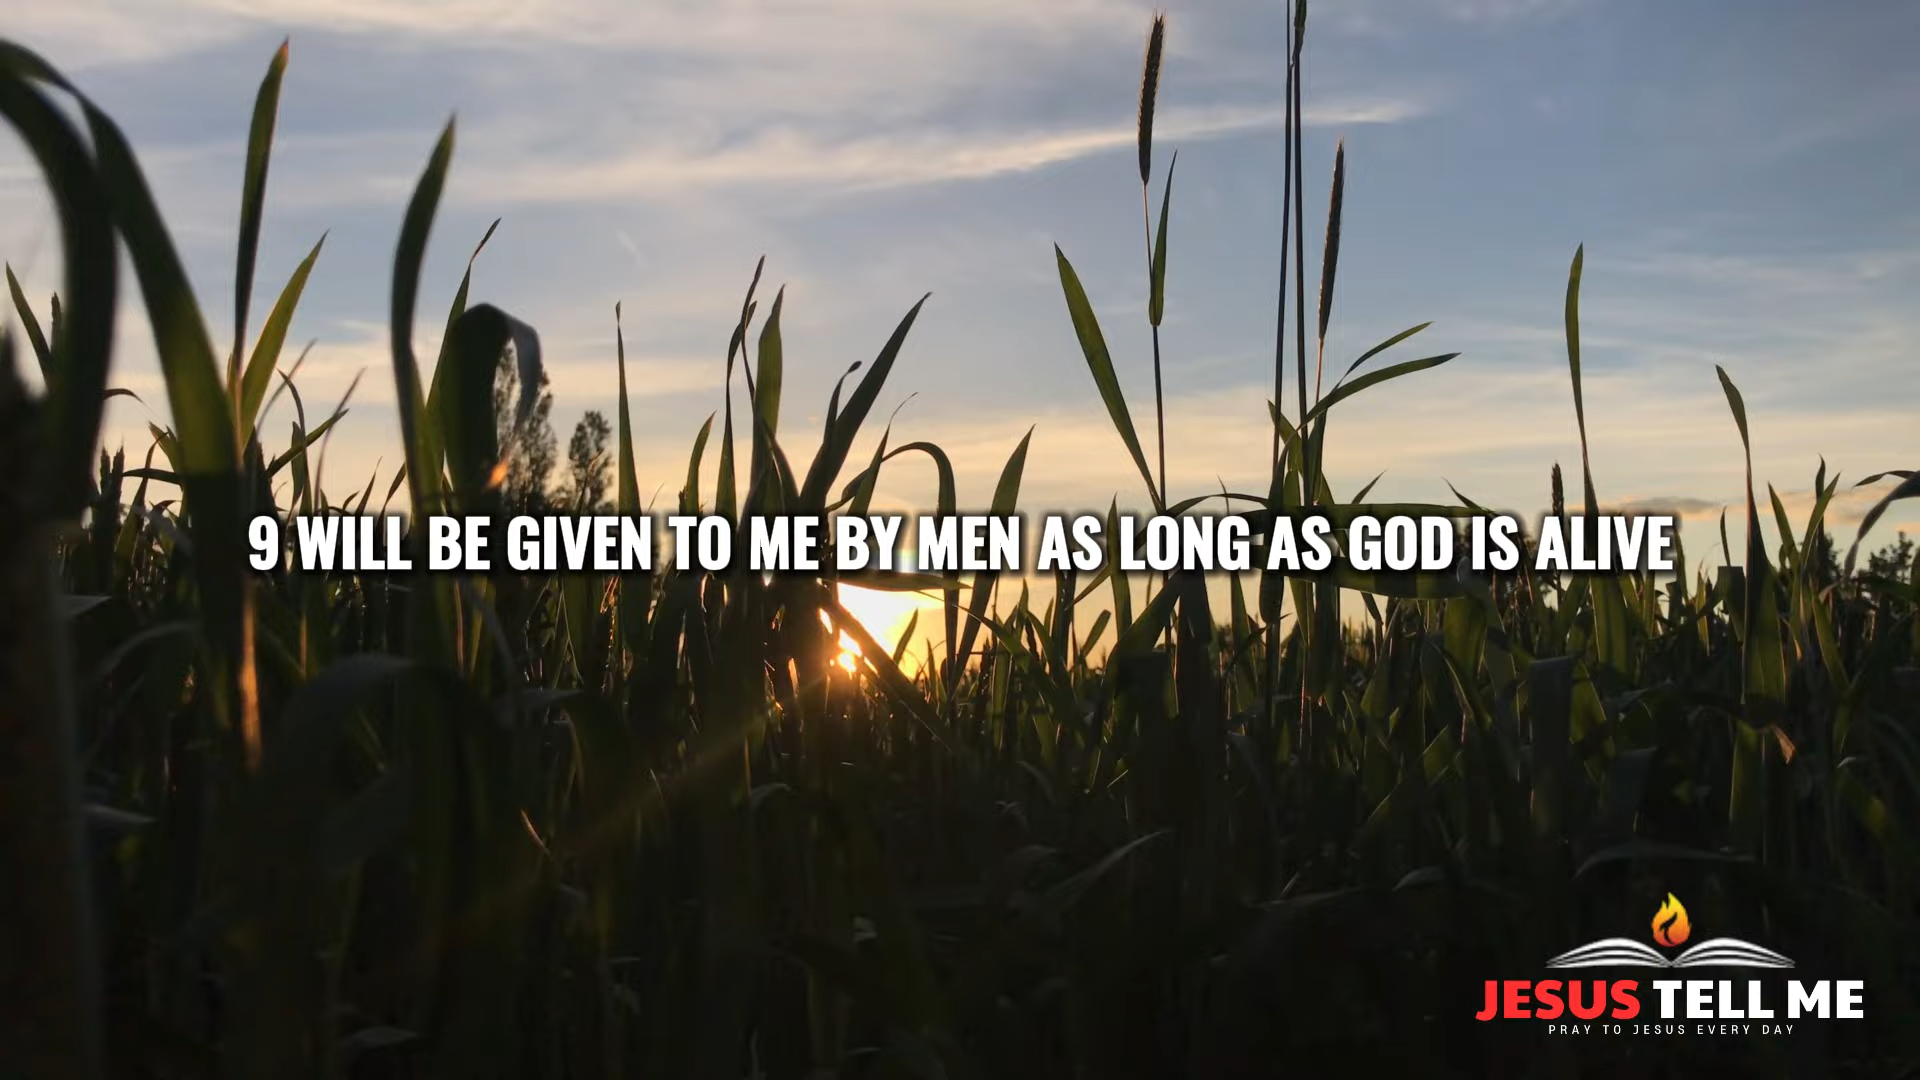 9 WILL BE GIVEN TO ME BY MEN AS LONG AS GOD IS ALIVE
JESUS TELL ME
PRAY TO JESUS EVERY DAY